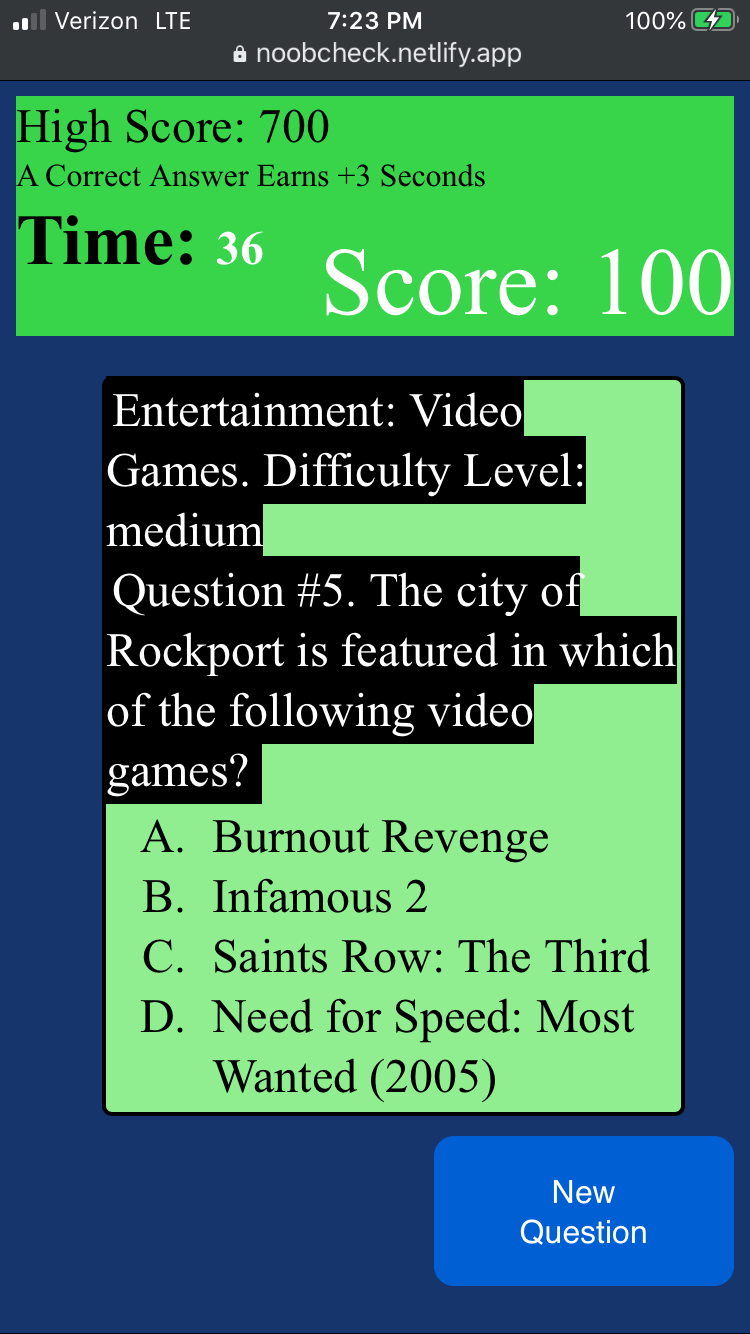 Verizon LTE 7:23 PM 100%
noobcheck.netlify.app
High Score: 700
A Correct Answer Earns +3 Seconds
Time: 36
Score: 100
Entertainment: Video
Games. Difficulty Level:
medium
Question #5. The city of
Rockport is featured in which
of the following video
games?
A. Burnout Revenge
B. Infamous 2
C. Saints Row: The Third
D. Need for Speed: Most
Wanted (2005)
New
Question